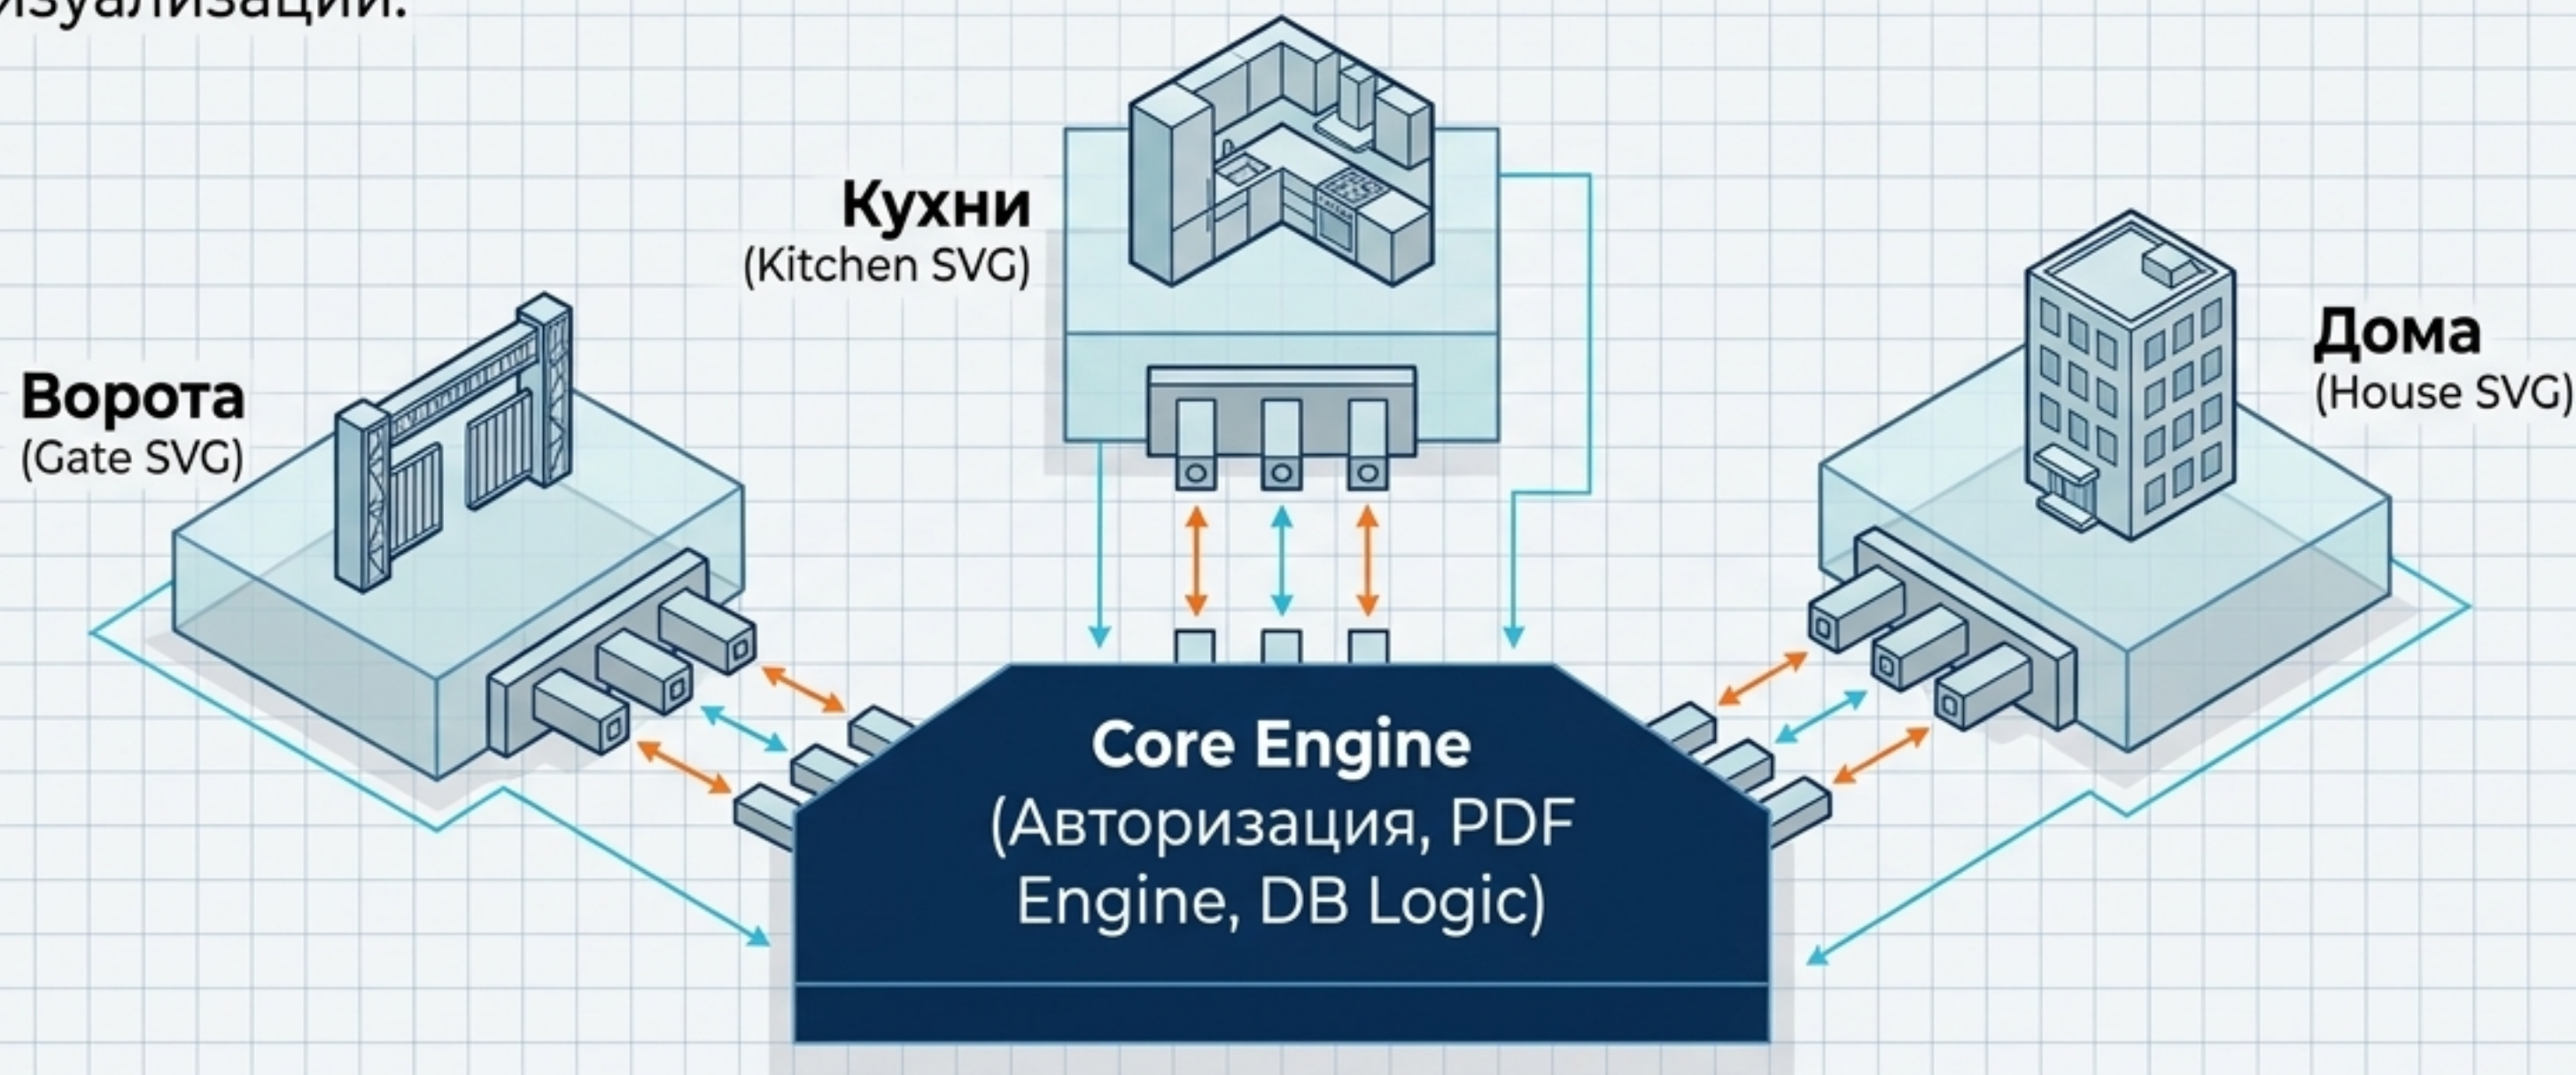 Кухни
(Kitchen SVG)
Дома
(House SVG)
Ворота
(Gate SVG)
Core Engine
(Авторизация, PDF
Engine, DB Logic)